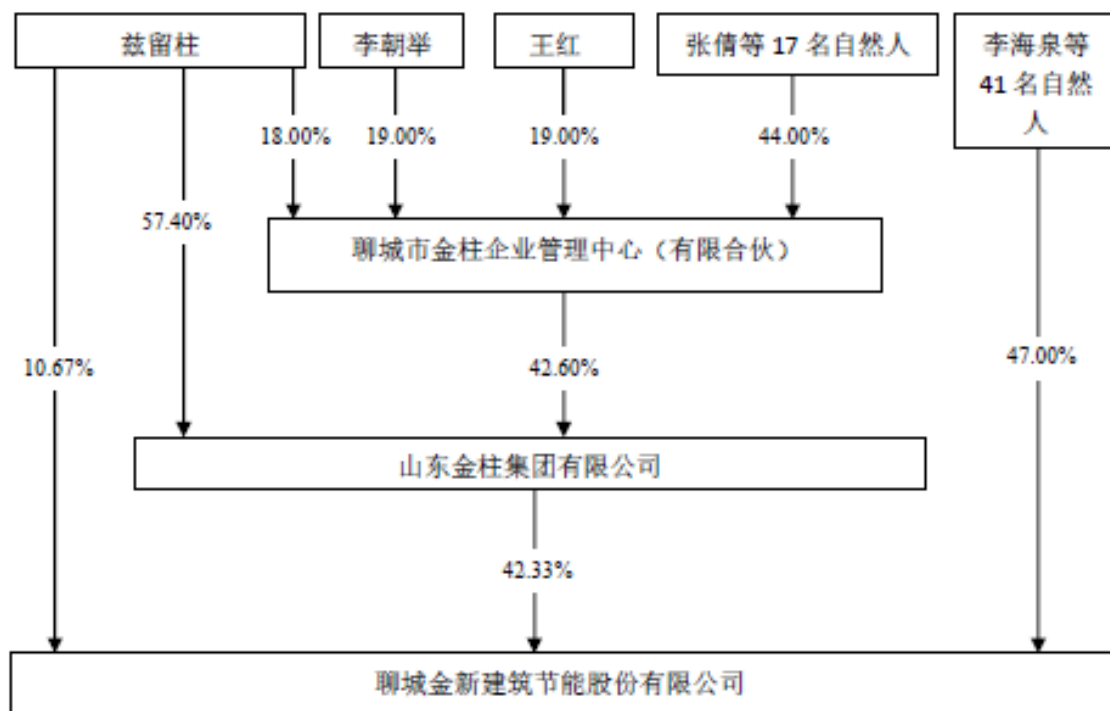 兹留柱
李朝举
王红
张倩等 17 名自然人
李海泉等
41 名自然
人
18.00%
19.00%
19.00%
44.00%
57.40%
聊城市金柱企业管理中心（有限合伙）
10.67%
42.60%
47.00%
山东金柱集团有限公司
42.33%
聊城金新建筑节能股份有限公司